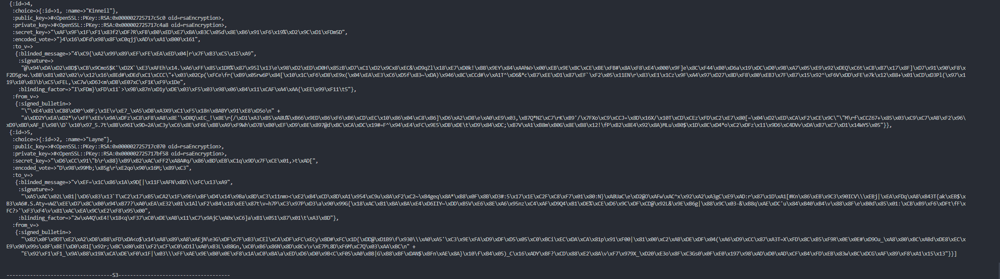 {:id=>4,
:choice=>{:id=>1, :name=>"Kinneil"},
:public_key=>#<OpenSSL::PKey::RSA:0x000002725717c5c0 oid=rsaEncryption>,
:private_key=>#<OpenSSL::PKey::RSA:0x000002725717c4a8 oid=rsaEncryption>,
:secret_key=>"\xAF\x9F\x1F\xF1\x83f2\xDF?R\xFB\xB0\xED\xE7\xBA\xB3C\x05d\x8E\xB6\x91\xF6\x19%\xD2\x9C\xD1\xFDm5D",
:encoded_vote=>"}4\x16\xDFd\x98\x8F\xC0qjj\xAD\v\xA1\xB00\x161",
:to_v=>
{:blinded_message=>"4\xC9{\xA2\x99\x89\xEF\xFE\xEA\xED\x04|r\x7F\xB3\xC5\x15\xA9",
:signature=>
"@\x94\xDA\xD2\xBD$\xCB\x9Cmo5$K'\xD2X`\xE3\xAFEh\x14.\xA6\xFF\x85\x1DR%\x87\x95l\x13\e\x98\xD2\xED\xD0H\x85zB\xD7\xC1\xD2\x9Cx8\xEC&\xD9qZl\x18\xE7\xD0k!\xBB\x9EY\x84\xAAhW>\x00\xEB\x9E\xBC\xCE\xBE\xFB#\x8A\xF8\xE4\x000\x9F]e\x8C\xF44\xB0\xD6a\x19\xDC\xD0\x9B\xA7\x05\xE9\x92\xDEQ\xC6t\xCB\xB7\x17\x8F]\xD7\x91\x90\xF8\x
F2D5g>w.\xBB\x81\x02\x02\v\x12\x16\x8Ed#\xDEd\xC1\xCCC\"+\x03\x02Cp(\xFCe\fr(\xB9\x05rw6P\x84[\x10\x1C\xF6\xD8\xE9x(\x04\xEA\xE3\xC6\xD5f\x83~\xDA)\x946\x8C\xCCd#\v\xA1T^\xD6&*c\xB7\xEE\xD1\x87\xEF`\xF2\x05\x11EN\r\x83\xE1\x1Cz\x9F\xA4\x97\xD27\x8D\xF8\x80\xEBJ\x7F\xB7\x15\x92^\xF6V\xDD\xFE\e7k\x12\xB8+\x01\xCD\xD3Pl(\x97\x1
19\x10\xB3\b\xC5\xFEL,\xC7w\xD6J<m\xDB\xE07xC\xF1K\xF9\x1De",
:blinding_factor=>"I\xFDm}\xFD\x11`>\x9B\x87n\xD1y\xDE\x03\xF5\x03\x98\x06\xB4\x11\xCAF\xA4\xAA{\xEE\x99\xF11\t5"},
:from_v=>
{:signed_bulletin=>
"\"\xE4\x81\xCB8\xD0^\x0F;\x1E\v\xE7_\xA5\xD8\xA3X9\xC1\xF5\x18n\xBABY\x91\xE8\xD5o\n" +
"a\xDD2Y\xEA\xD2*\v\xFF\xEEv\x9A\xDFz\xC8\xF8\xA8\x8E'\xD8Q\xEC_!\x8E\r{/\xD1\xA3\xB5\xA8U%\xB66\x9ED\xB6\xF6\xB6\xCD\xEC\x10\x86\x04\xC8\xB6]\xD6\xA2\xD8\e\xA0\xE9\x03,\xB7Q*NZ\xC7\rK\xB9'/\x7FXo\xC9\xCCJ=\x8D\x16X/\x10T\xCD\xCEz\xFD\xC2\xE7\x80[=\x04\xD2\xED\xCA\xF2\xCE\x9C\"\"M\rf\xCCZ67+\x85\x03\xC9\xC7\xAB\xF2\x96\
xD9\xBD\xAF_E\x98\\D`\x10\x97_5.7t\x8B\x96I\x9D=2A\xC3y\xC6\x8E\xF6E\xBB\xA9\xF9Wh\xD7B\xB0\xEF\xD9\xBE\x897@d\xBC\xCA\xDC\x19#=F^\x94\xE4\xFC\x9E5\xDB\xDE\t\xD9\x84\xDC;\xB7V\xA1\xB8m\xB0G\x8E\xB8\x12!\fP\xB2\x8E4\x92\x8A)MLu\xB0$\x1D\x8C\xD4*o\xC2\xDFz\x11\x9D6\xC4DVv\xDA\xB7\xC7\xD1\x14WYS\x05"}},
{:id=>5,
:choice=>{:id=>2, :name=>"Layne"},
:public_key=>#<OpenSSL::PKey::RSA:0x000002725717c070 oid=rsaEncryption>,
:private_key=>#<OpenSSL::PKey::RSA:0x000002725717bf58 oid=rsaEncryption>,
:secret_key=>"\xD6\xCC\x91\"b\r\x88}\xB9\xB2\xAC\xFF2\xA8A#q/\x86\xBD\xEB\xC1q\x9D\x7F\xCE\x01,>t\xAD[",
:encoded_vote=>"D\x98\x99Mb;\x85g\r\xE2qo\x90\x16M;\x89\xC3",
:to_v=>
{:blinded_message=>"v\xEF=\x1C\x86\x1A\x9D[|\x11F\xAFN\xBD\\\xFC\x13\xA9",
:signature=>
"\xA5\xAC\x02L\xB1|\xD6\x83\x13`T\xC2\x17\xB5\xCA2\x1F\x9En\xBF\xD4\x14\x9Ba\x8D\xC3\x11nm><\xE2\xB4\xCD\x8D\xA1\x954\xC9u\x8A\xF2\xC2~\xB4geq\x8A*\xB8\x0F\x8B\xD3#:5\x17\x1E\xC2F\xC8\xF7\x01\x80:N}\xA8UaC\e\xD2@O\xAFw\xAC^x\x92\xA2\xA3gC\xE9\xAD:r\x87\x1D\xA1[#Kn\x86\xEB\x9C3\x90ICV\\\xEBj|\xEA\xFDq\xA8\xB43T{ak\xEB$\x
B3\xA6#.S.Aty=vWZ\xEE\xD7\x8C\xB0\x94\xB77?\xA0\xEA\xE32\x01\x1Al\xF2\xB4\x18\xEE\x87t\v=h7P\xC3\x97P\xD3\a\x90\x99G{\x18\xAC\xB1\xBA\xBA\xE4\xD6IIY~\xDD\xB5V\xE6\x8E\xA6\x95nz\xC4\xAF\xD9Q4\xB1\xDE%\xCE\xD6\x9C\xDF\xCD@\x92L&\x9E\xB6g|\x88\x9C\x03-&\xB8q\xAE\xDC'u\x84\xB40\xB4\v\x88\x8F\e\xB0d\x85\x01:\xCB\xB9\xF6\xDFt\fF\x
FC?>'\xF3\xF4\v\x81\xAC\xEA\x9C\xE2\xF8\x95\x00",
:blinding_factor=>"2w\xA4Q\xE4!\x18<q\xF37\xC0\xDE\xAB\x11\xC7\x9AjC\xA0x\xC6]a\xB1\x051\x87\x01\t\xA3\xBD"},
:from_v=>
{:signed_bulletin=>
"\xB2\x0F\x9DT\xE2\xA2\xD8\xB8\xFD\xDA<o$\x14\xA8\x89\xA8\xAEjN\e3G\xDF\x7F\xB3\xCEl\xCA\xDF\xFC\xECy\xBD#\xFC\x1D{\xDD@\xD1B9\f\x930\\\xA0\xA5'\xC3\x9E\xFA\xD9\xDF\xD5\x05\xC0\xBCi\xEC\xDA\xCA\x81p\x91\xF00|\x81\x00\xC2\xAB\xDE\xDF\x04(\xA6\xD9\xCC\x87\xA3T=X\xFD\x8C\xB5\xF9R\x0E\x0E#\xD9Ou_\xA8\x80\xBC\xABd\xDE8\xEC\x
E9\x90\x99s\x8F\xBE!\xD0\x81[\x92r;\xBC\x80\x81\xF2\xCF\xC0\xD1l\xA0\xB3L\xB8Gn,\xC0\xB6\x86N\x8D\x8Cv\v\xE7PL8D\xF6M\xC7Q\x03\xAA\xBC\n" +
"E\x92\xF1\xF1_\x9A\xB8\x19X\xCA\xDE\xF0\x1F|\x03\\\xFF\xAE\x9E\xB0\x0E\xF8\x1A\xC0\xBA\a\xED\xD6\xD0\x9B<C\xF0S\xA0\xBB|G\xB8\xBF\xDAN$\xBFn\xAE\x8A}\x10\f\xB4\x05)_C\x16\xADY\xBF?\xCD\x88\xE2\x8A\v\xF7\x979X_\xD20\xE3o\x8F\xC3Gs0\x0F\xE0\x197\x98\xAD\xD0\xAD\xCF\xB4\xFD\xEB\x83w\xBC\xDCG\xAF\x89\xF8\xA1\x15\x13"}}]
------------------------------------S3--------------------------------------